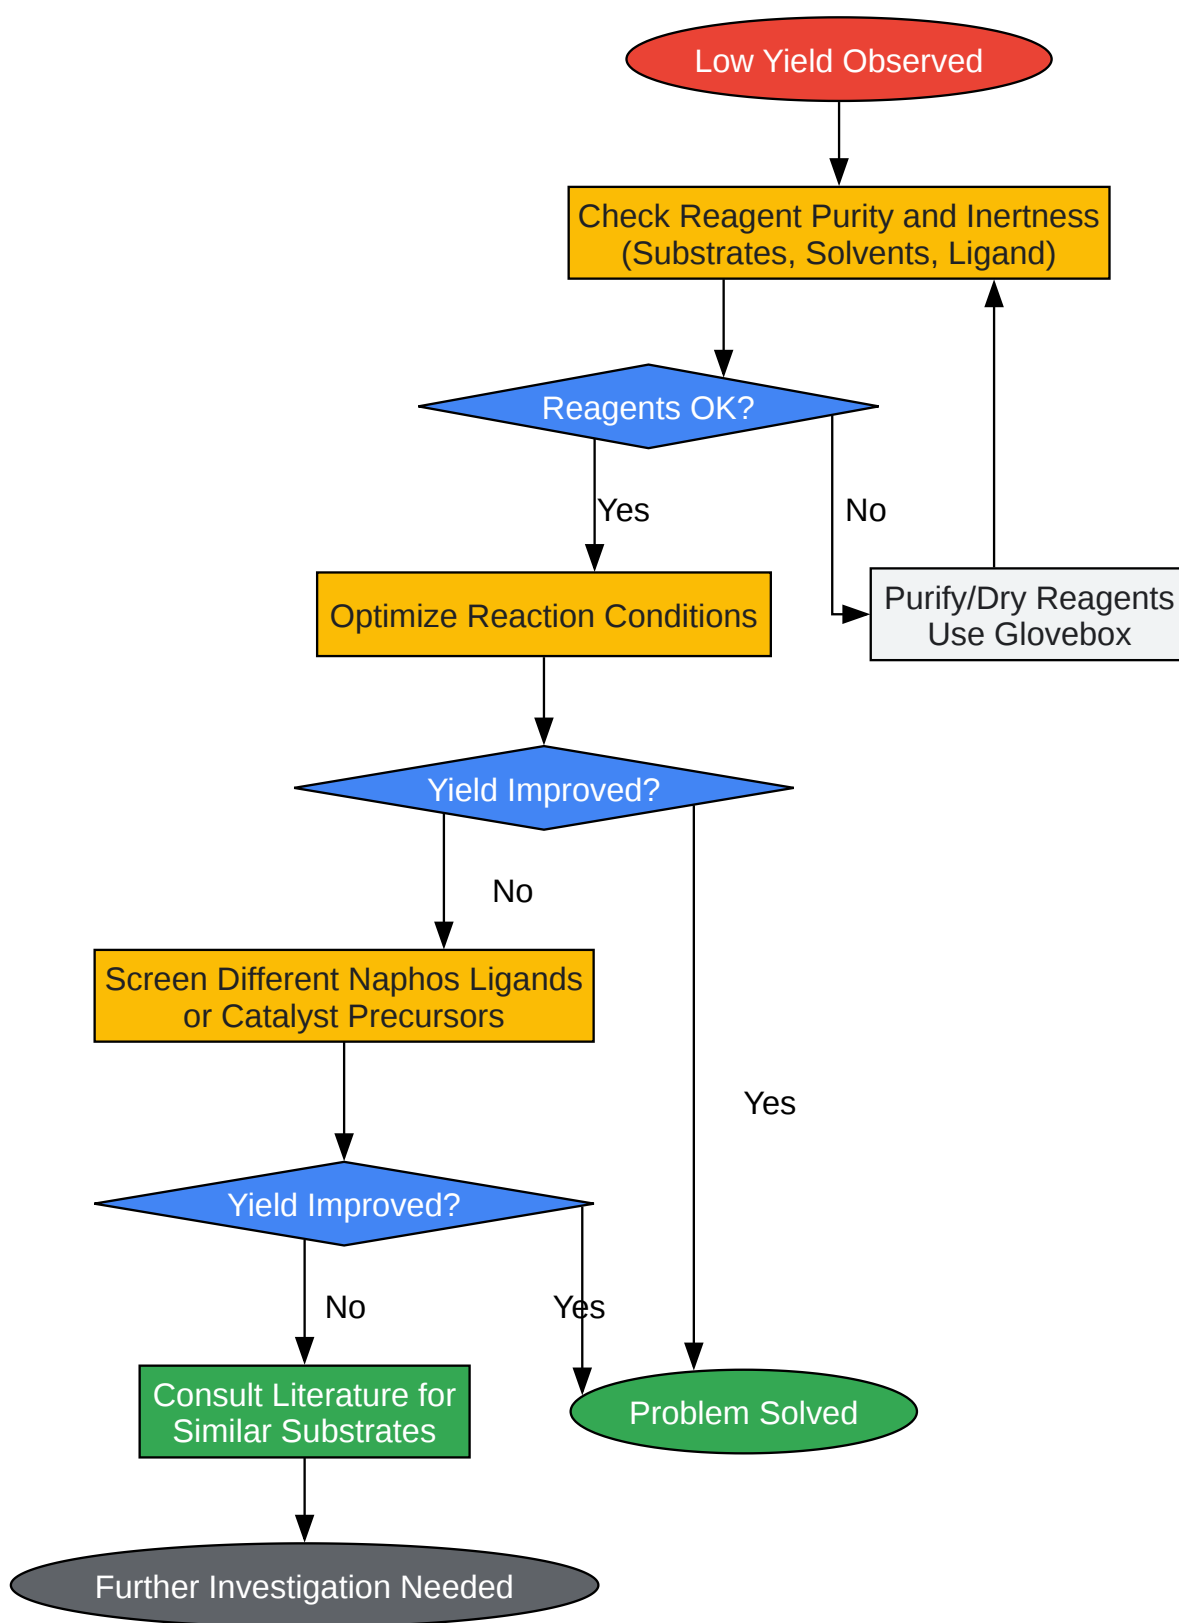 Low Yield Observed
Check Reagent Purity and Inertness
(Substrates, Solvents, Ligand)
Reagents OK?
Yes
No
Optimize Reaction Conditions
Purify/Dry Reagents
Use Glovebox
Yield Improved?
No
Screen Different Naphos Ligands
or Catalyst Precursors
Yes
Yield Improved?
No
Yes
Consult Literature for
Similar Substrates
Problem Solved
Further Investigation Needed